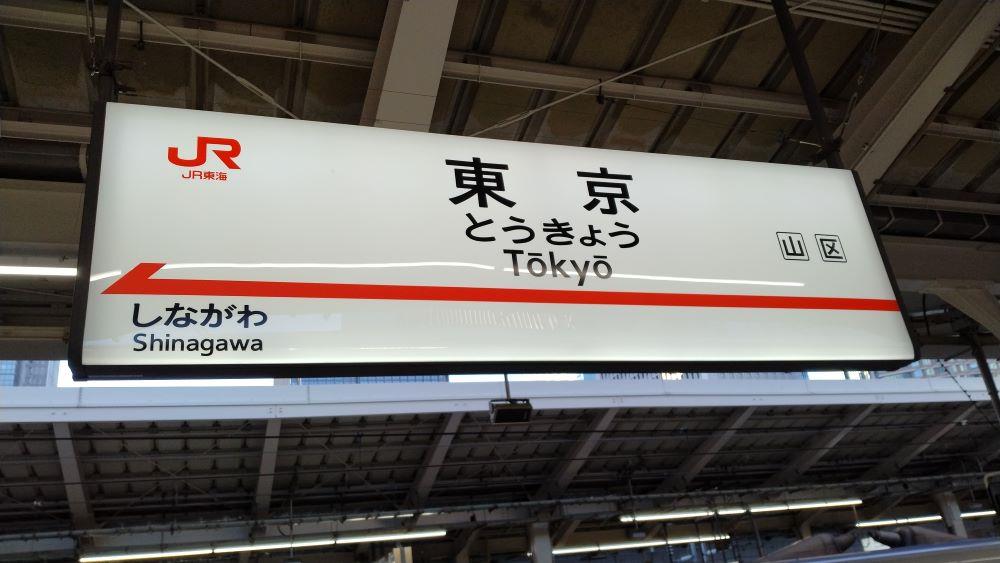 JR
JR東海
東京
とうきょう
Tōkyō
山 区
しながわ
Shinagawa